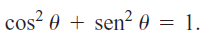 cos² θ + sen² θ = 1.